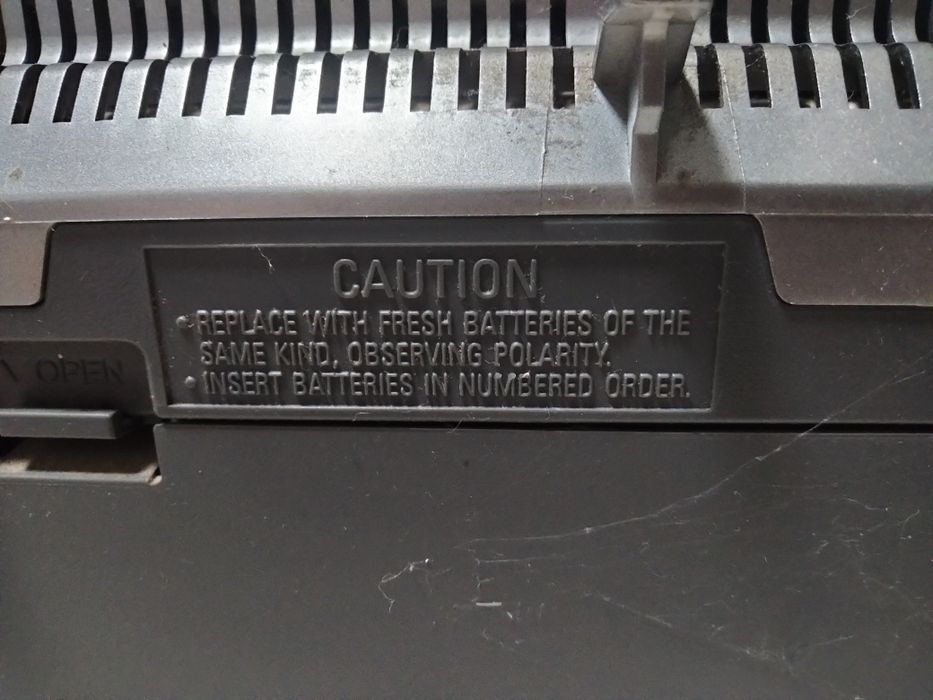 CAUTION
• REPLACE WITH FRESH BATTERIES OF THE
SAME KIND, OBSERVING POLARITY.
• INSERT BATTERIES IN NUMBERED ORDER.
OPEN